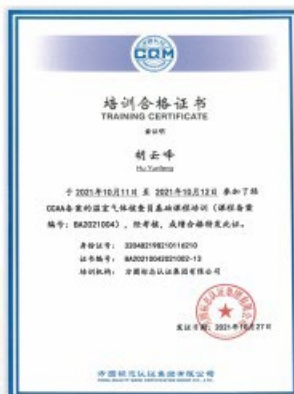 CQM
培训合格证书
TRAINING CERTIFICATE
兹证明
胡云峰
Hu Yunfeng
于 2021年10月11日 至 2021年10月12日 参加了经
CCAA备案的温室气体核查员基础课程培训（课程备案
编号：BA2021004），经考核，成绩合格特发此证。
身份证号：
证书编号：BA20210042021002-13
培训机构：方圆标志认证集团有限公司
发证日期：2021年10月27日
方圆标志认证集团有限公司